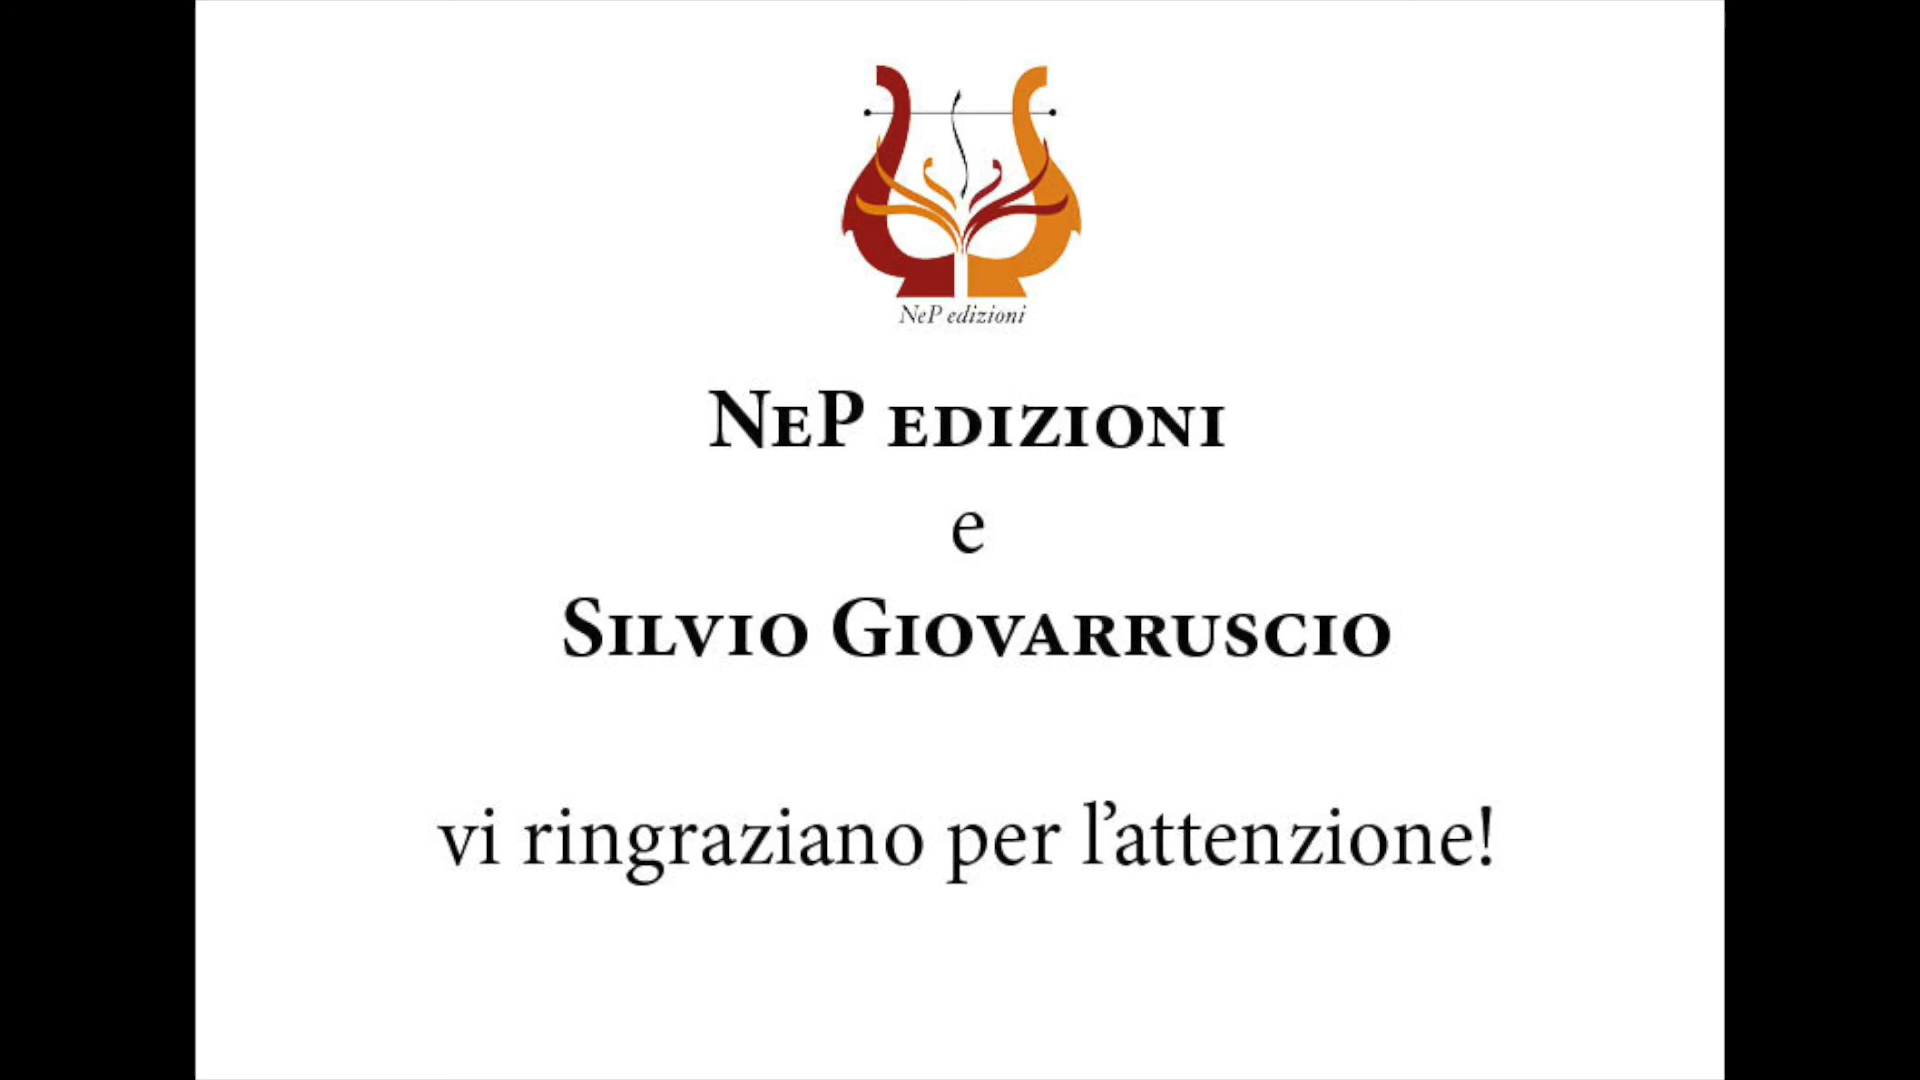 NeP edizioni
NeP edizioni
e
Silvio Giovarruscio
vi ringraziano per l’attenzione!